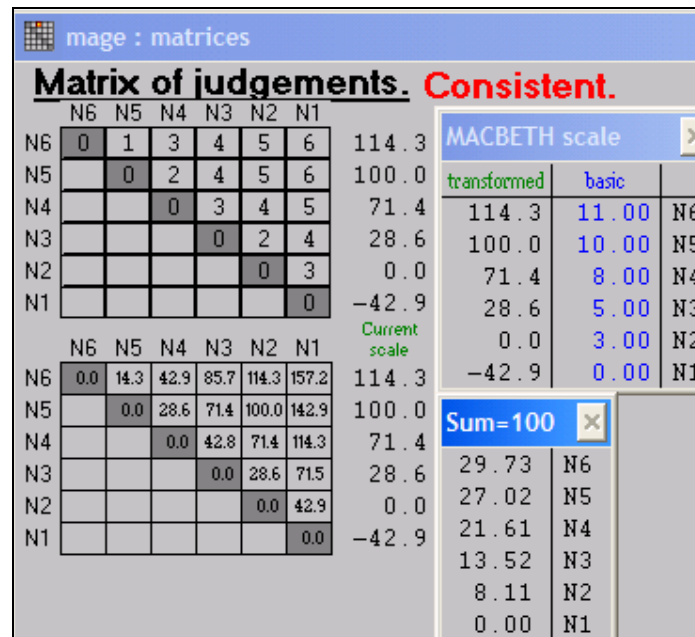 mage : matrices
Matrix of judgements. Consistent.
N6 N5 N4 N3 N2 N1
N6 0 1 3 4 5 6 114.3
N5 0 2 4 5 6 100.0
N4 0 3 4 5 71.4
N3 0 2 4 28.6
N2 0 3 0.0
N1 0 -42.9
Current
scale
N6 N5 N4 N3 N2 N1
N6 0.0 14.3 42.9 85.7 114.3 157.2 114.3
N5 0.0 28.6 71.4 100.0 142.9 100.0
N4 0.0 42.8 71.4 114.3 71.4
N3 0.0 28.6 71.5 28.6
N2 0.0 42.9 0.0
N1 0.0 -42.9
MACBETH scale
transformed basic
114.3 11.00 N6
100.0 10.00 N5
71.4 8.00 N4
28.6 5.00 N3
0.0 3.00 N2
-42.9 0.00 N1
Sum=100
29.73 N6
27.02 N5
21.61 N4
13.52 N3
8.11 N2
0.00 N1